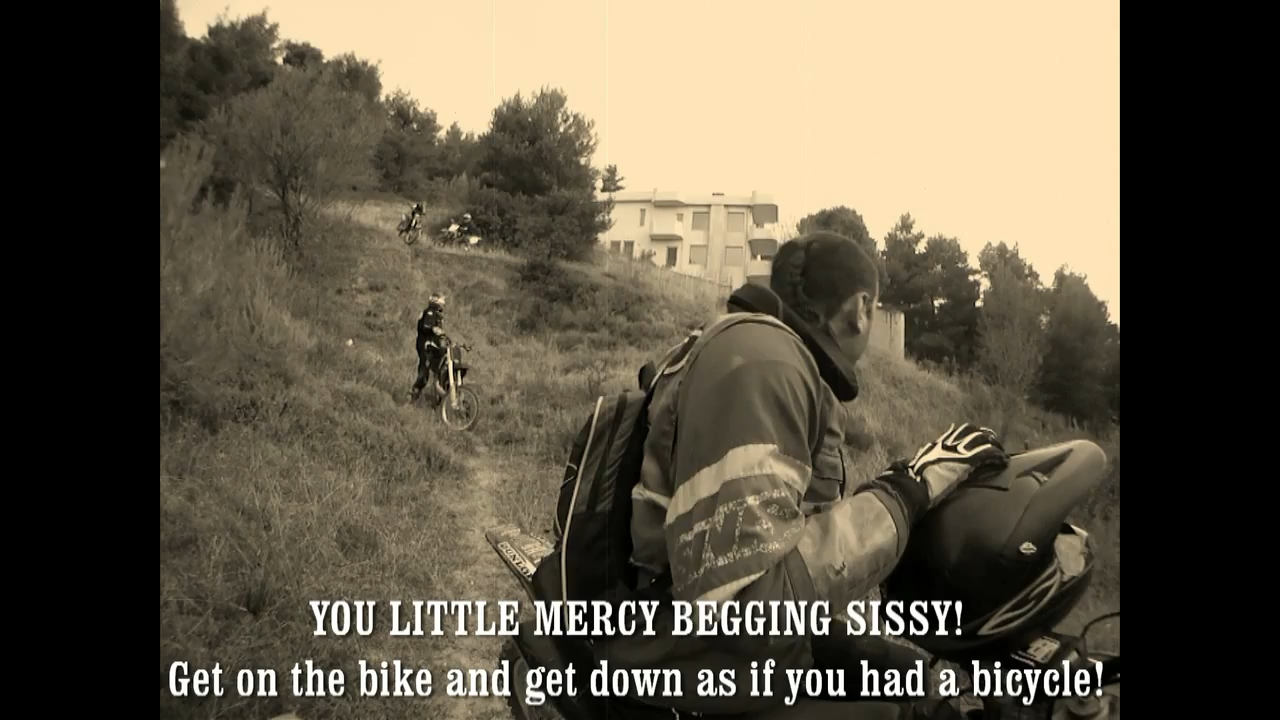 YOU LITTLE MERCY BEGGING SISSY!
Get on the bike and get down as if you had a bicycle!